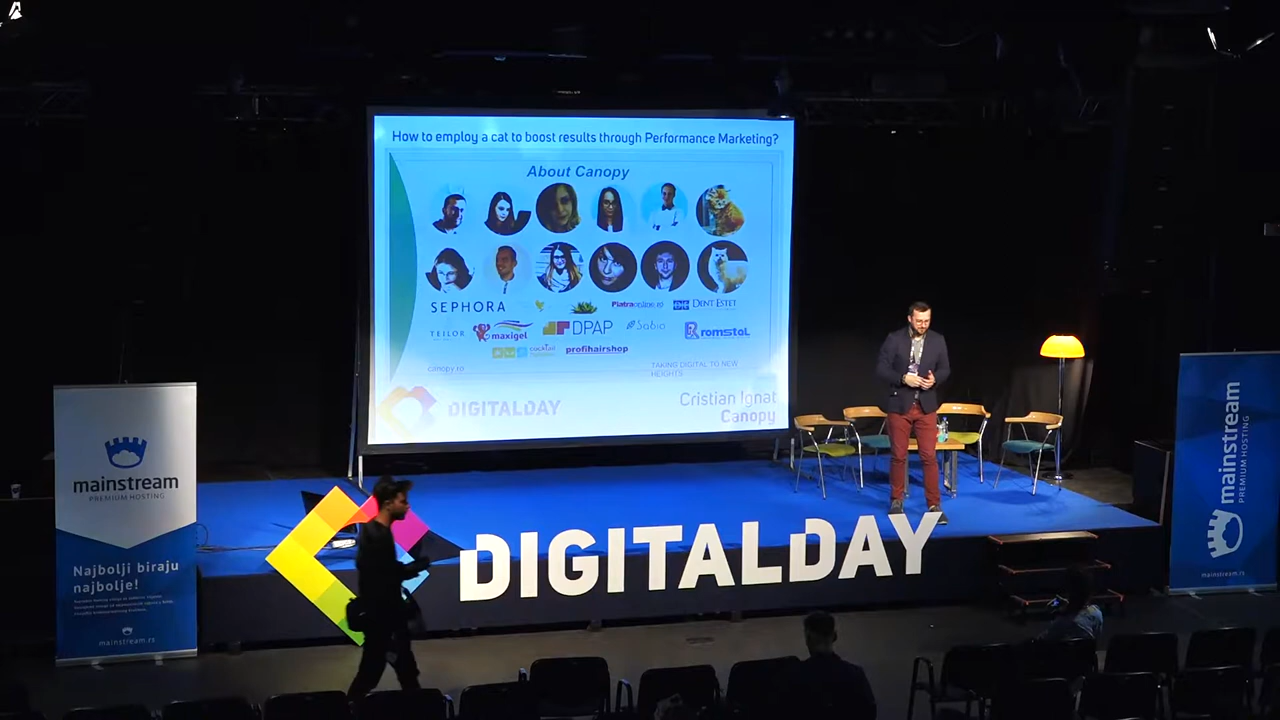 How to employ a cat to boost results through Performance Marketing?
About Canopy
SEPHORA
Piatraonline.ro
DENT ESTET
TEILOR
maxigel
DPAP
Sabio
romstal
cocktail
profihairshop
canopy.ro
TAKING DIGITAL TO NEW
HEIGHTS
DIGITALDAY
Cristian Ignat
Canopy
mainstream
PREMIUM HOSTING
Najbolji biraju
najbolje!
mainstream.rs
DIGITALDAY
mainstream
PREMIUM HOSTING
mainstream.rs